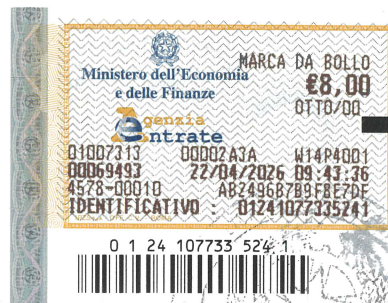 Ministero dell'Economia
e delle Finanze
MARCA DA BOLLO
€8,00
OTTO/00
Agenzia
Entrate
01007313 00002A3A W14P4001
00069493 22/04/2026 09:43:36
4578-00010 AB249687B9F8E7DE
IDENTIFICATIVO : 01241077335241
0 1 24 107733 524 1